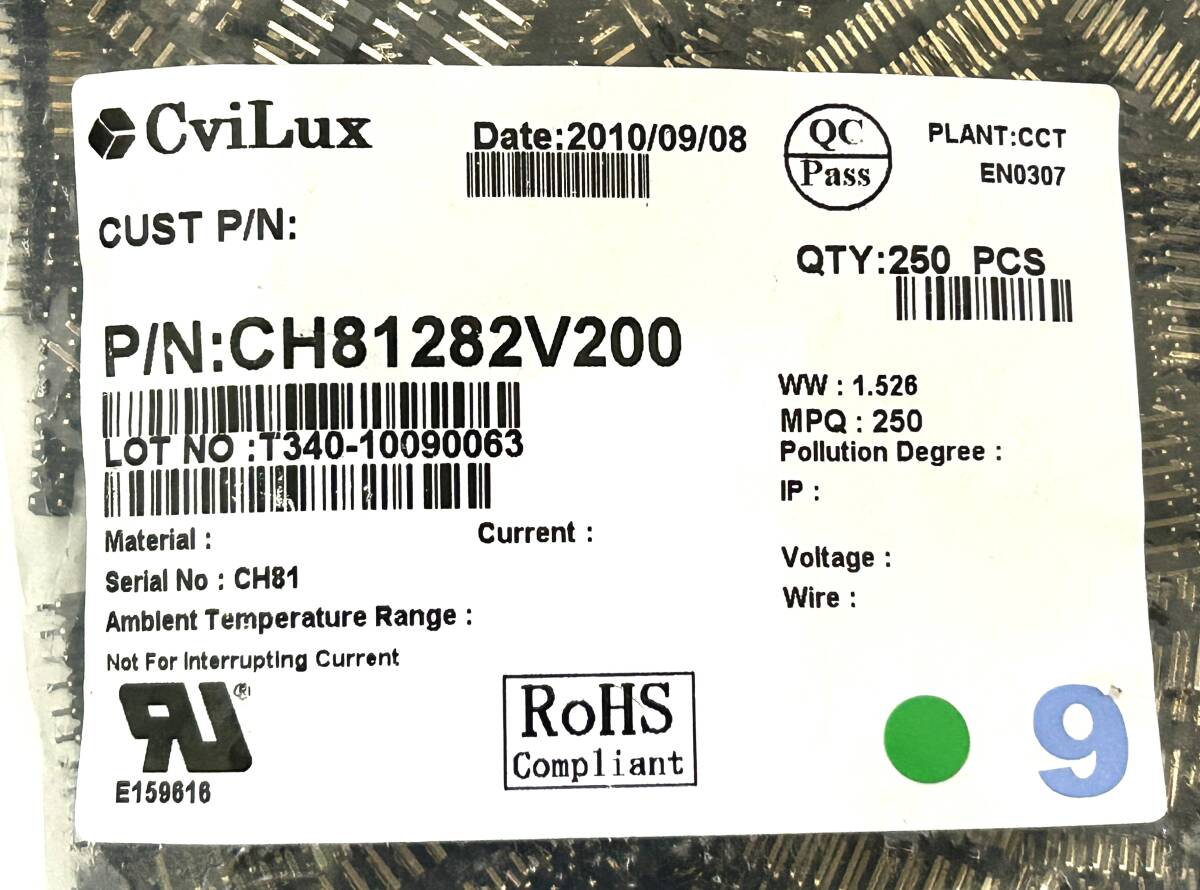 CviLux
Date:2010/09/08
QC
Pass
PLANT:CCT
EN0307
CUST P/N:
QTY:250 PCS
P/N:CH81282V200
WW : 1.526
MPQ : 250
LOT NO :T340-10090063
Pollution Degree :
IP :
Material :
Current :
Voltage :
Serial No : CH81
Wire :
Ambient Temperature Range :
Not For Interrupting Current
RU®
E159616
RoHS
Compliant
9